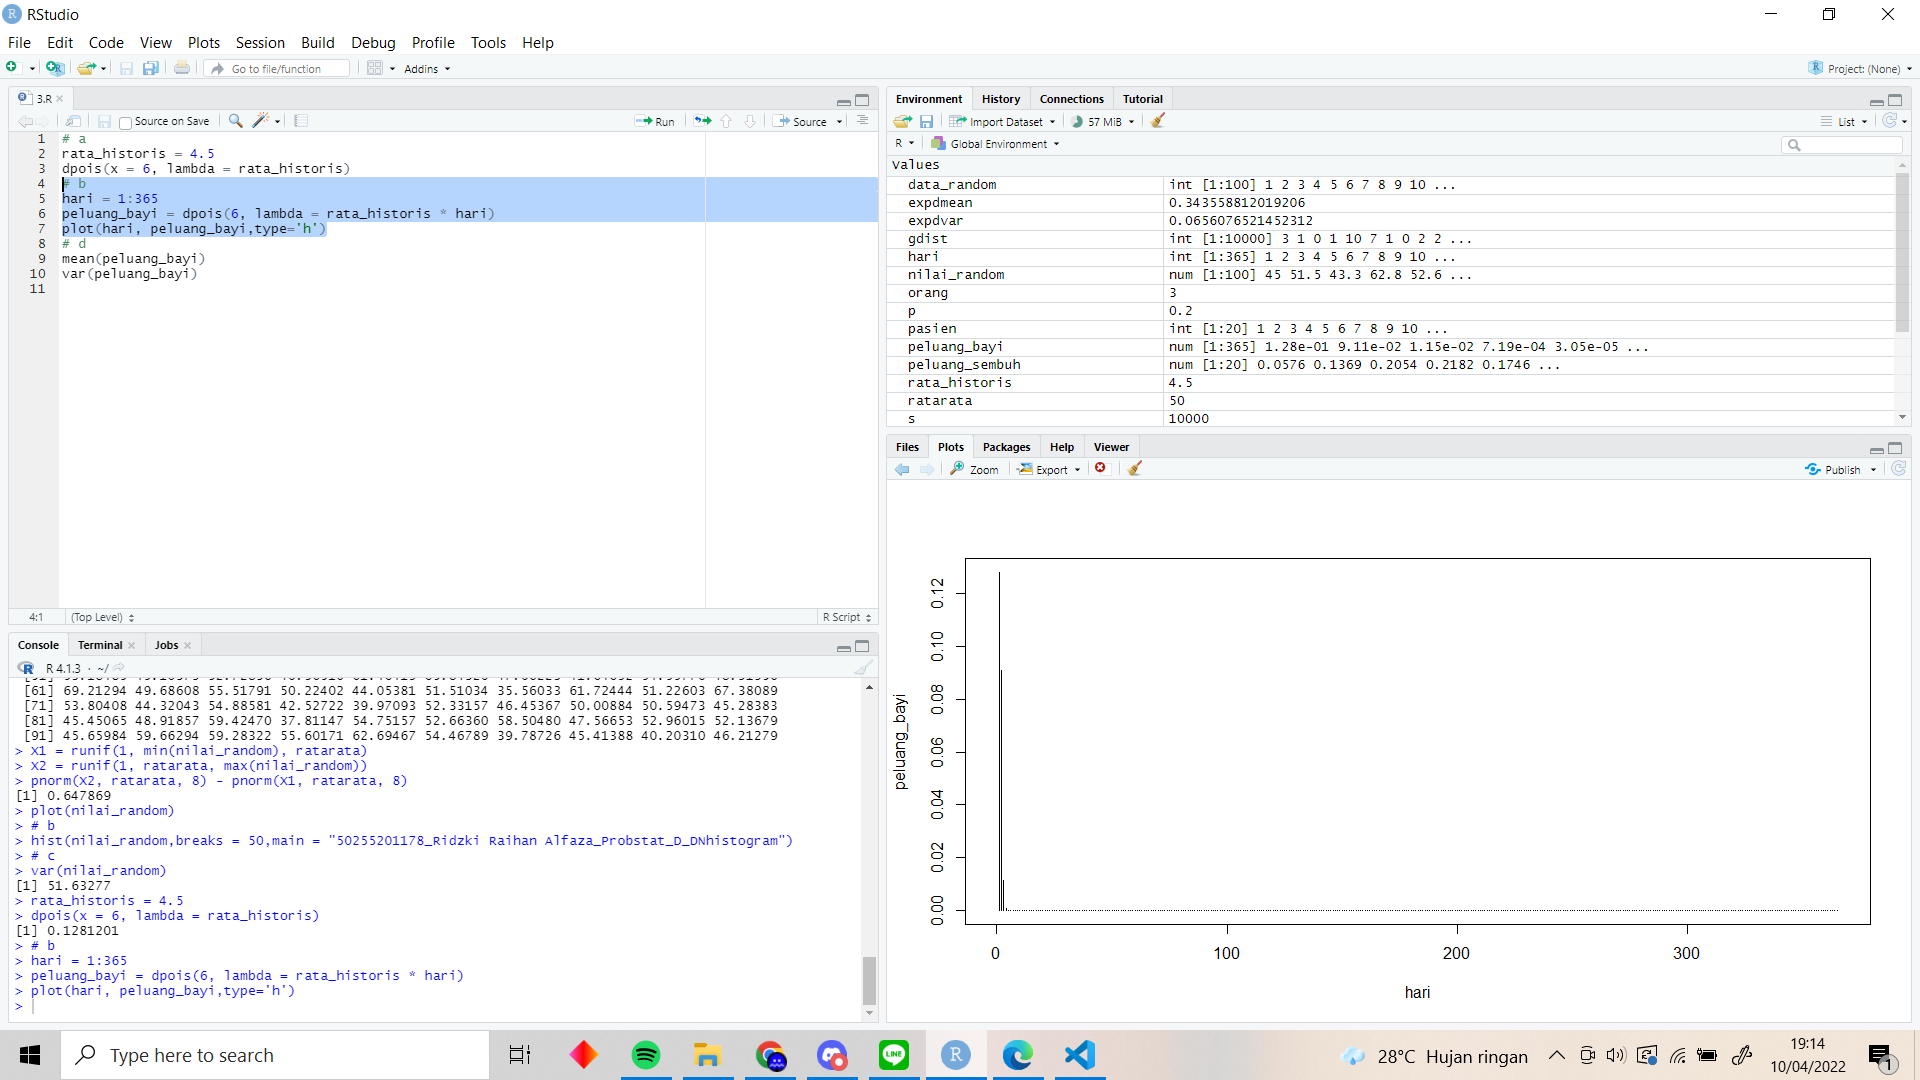 RStudio
File Edit Code View Plots Session Build Debug Profile Tools Help
Go to file/function Addins Project: (None)
3.R
Source on Save Run Source
1 # a
2 rata_historis = 4.5
3 dpois(x = 6, lambda = rata_historis)
4 # b
5 hari = 1:365
6 peluang_bayi = dpois(6, lambda = rata_historis * hari)
7 plot(hari, peluang_bayi,type='h')
8 # d
9 mean(peluang_bayi)
10 var(peluang_bayi)
11
4:1 (Top Level) R Script
Console Terminal Jobs
R 4.1.3 · ~/
[61] 69.21294 49.68608 55.51791 50.22402 44.05381 51.51034 35.56033 61.72444 51.22603 67.38089
[71] 53.80408 44.32043 54.88581 42.52722 39.97093 52.33157 46.45367 50.00884 50.59473 45.28383
[81] 45.45065 48.91857 59.42470 37.81147 54.75157 52.66360 58.50480 47.56653 52.96015 52.13679
[91] 45.65984 59.66294 59.28322 55.60171 62.69467 54.46789 39.78726 45.41388 40.20310 46.21279
> X1 = runif(1, min(nilai_random), ratarata)
> X2 = runif(1, ratarata, max(nilai_random))
> pnorm(X2, ratarata, 8) - pnorm(X1, ratarata, 8)
[1] 0.647869
> plot(nilai_random)
> # b
> hist(nilai_random,breaks = 50,main = "50255201178_Ridzki Raihan Alfaza_Probstat_D_DNhistogram")
> # c
> var(nilai_random)
[1] 51.63277
> rata_historis = 4.5
> dpois(x = 6, lambda = rata_historis)
[1] 0.1281201
> # b
> hari = 1:365
> peluang_bayi = dpois(6, lambda = rata_historis * hari)
> plot(hari, peluang_bayi,type='h')
>
Environment History Connections Tutorial
Import Dataset 57 MiB List
R Global Environment
Values
data_random int [1:100] 1 2 3 4 5 6 7 8 9 10 ...
expdmean 0.343558812019206
expdvar 0.0656076521452312
gdist int [1:10000] 3 1 0 1 10 7 1 0 2 2 ...
hari int [1:365] 1 2 3 4 5 6 7 8 9 10 ...
nilai_random num [1:100] 45 51.5 43.3 62.8 52.6 ...
orang 3
p 0.2
pasien int [1:20] 1 2 3 4 5 6 7 8 9 10 ...
peluang_bayi num [1:365] 1.28e-01 9.11e-02 1.15e-02 7.19e-04 3.05e-05 ...
peluang_sembuh num [1:20] 0.0576 0.1369 0.2054 0.2182 0.1746 ...
rata_historis 4.5
ratarata 50
s 10000
Files Plots Packages Help Viewer
Zoom Export Publish
0.12
0.10
0.08
0.06
0.04
0.02
0.00
peluang_bayi
0 100 200 300
hari
Type here to search
28°C Hujan ringan
19:14
10/04/2022
1